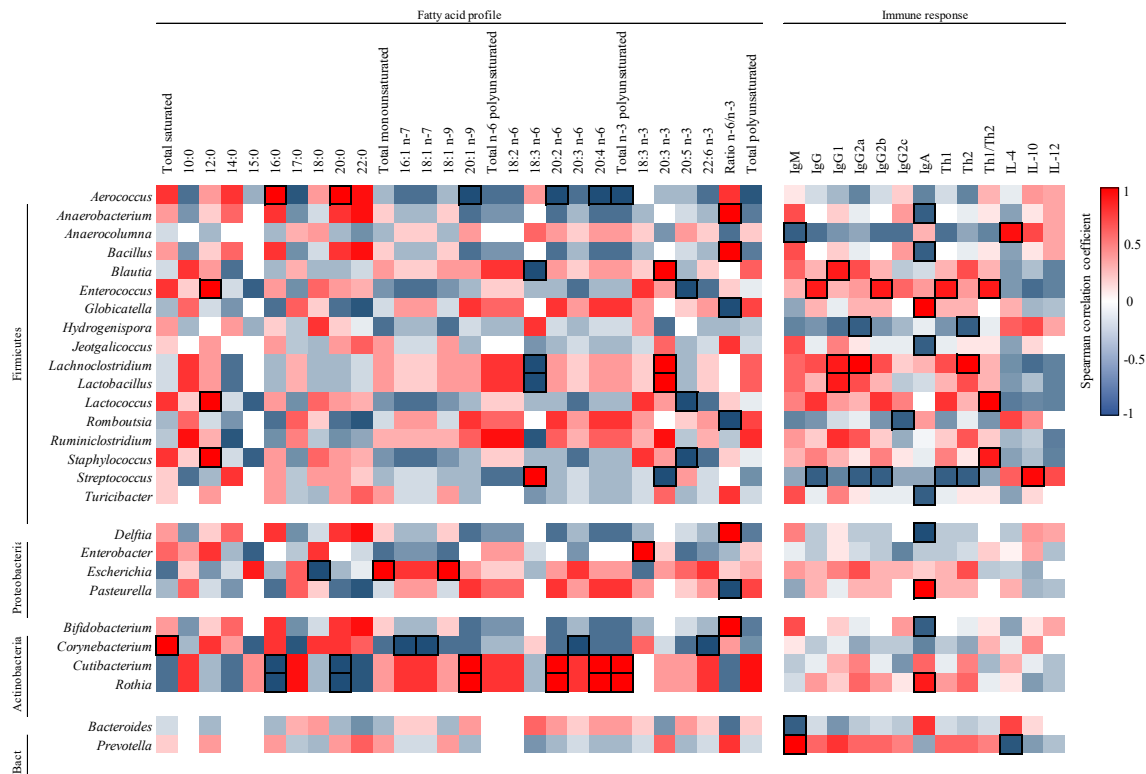 Fatty acid profile
Immune response
Total saturated
10:0
12:0
14:0
15:0
16:0
17:0
18:0
20:0
22:0
Total monounsaturated
16:1 n-7
18:1 n-7
18:1 n-9
20:1 n-9
Total n-6 polyunsaturated
18:2 n-6
18:3 n-6
20:2 n-6
20:3 n-6
20:4 n-6
Total n-3 polyunsaturated
18:3 n-3
20:3 n-3
20:5 n-3
22:6 n-3
Ratio n-6/n-3
Total polyunsaturated
IgM
IgG
IgG1
IgG2a
IgG2b
IgG2c
IgA
Th1
Th2
Th1/Th2
IL-4
IL-10
IL-12
Firmicutes
Aerococcus
Anaerobacterium
Anaerocolumna
Bacillus
Blautia
Enterococcus
Globicatella
Hydrogenispora
Jeotgalicoccus
Lachnoclostridium
Lactobacillus
Lactococcus
Romboutsia
Ruminiclostridium
Staphylococcus
Streptococcus
Turicibacter
Proteobacteria
Delftia
Enterobacter
Escherichia
Pasteurella
Actinobacteria
Bifidobacterium
Corynebacterium
Cutibacterium
Rothia
Bact
Bacteroides
Prevotella
Spearman correlation coefficient
1
0.5
0
-0.5
-1